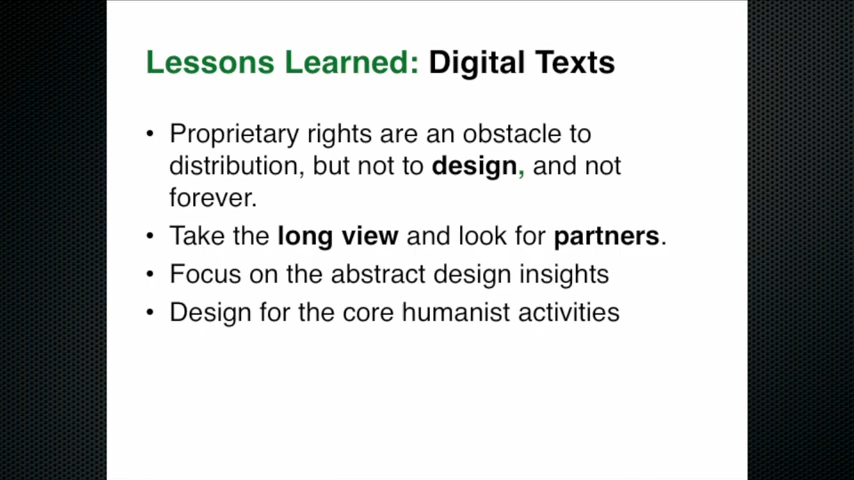 Lessons Learned: Digital Texts
• Proprietary rights are an obstacle to
distribution, but not to design, and not
forever.
• Take the long view and look for partners.
• Focus on the abstract design insights
• Design for the core humanist activities